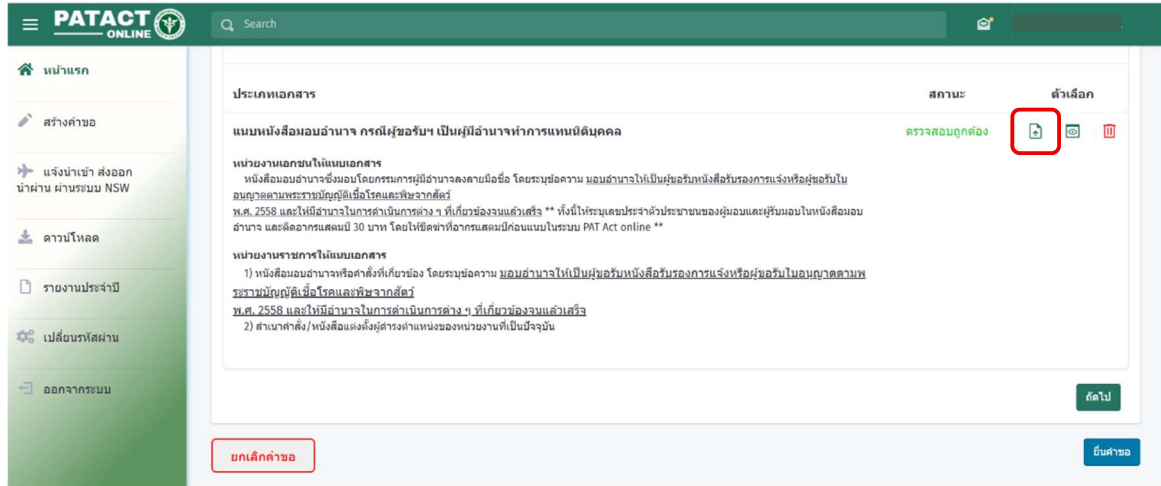 PATACT
ONLINE
Search
หน้าแรก
สร้างคำขอ
แจ้งนำเข้า ส่งออก
นำผ่าน ผ่านระบบ NSW
ดาวน์โหลด
รายงานประจำปี
เปลี่ยนรหัสผ่าน
ออกจากระบบ
ประเภทเอกสาร สถานะ ตัวเลือก
แนบหนังสือมอบอำนาจ กรณีผู้ขอรับฯ เป็นผู้มีอำนาจทำการแทนนิติบุคคล ตรวจสอบถูกต้อง
หน่วยงานเอกชนให้แนบเอกสาร
หนังสือมอบอำนาจซึ่งมอบโดยกรรมการผู้มีอำนาจลงลายมือชื่อ โดยระบุข้อความ มอบอำนาจให้เป็นผู้ขอรับหนังสือรับรองการแจ้งหรือผู้ขอรับใบ
อนุญาตตามพระราชบัญญัติเชื้อโรคและพิษจากสัตว์
พ.ศ. 2558 และให้มีอำนาจในการดำเนินการต่าง ๆ ที่เกี่ยวข้องจนแล้วเสร็จ ** ทั้งนี้ให้ระบุเลขประจำตัวประชาชนของผู้มอบและผู้รับมอบในหนังสือมอบ
อำนาจ และติดอากรแสตมป์ 30 บาท โดยให้ขีดฆ่าที่อากรแสตมป์ก่อนแนบในระบบ PAT Act online **
หน่วยงานราชการให้แนบเอกสาร
1) หนังสือมอบอำนาจหรือคำสั่งที่เกี่ยวข้อง โดยระบุข้อความ มอบอำนาจให้เป็นผู้ขอรับหนังสือรับรองการแจ้งหรือผู้ขอรับใบอนุญาตตามพ
ระราชบัญญัติเชื้อโรคและพิษจากสัตว์
พ.ศ. 2558 และให้มีอำนาจในการดำเนินการต่าง ๆ ที่เกี่ยวข้องจนแล้วเสร็จ
2) สำเนาคำสั่ง/หนังสือแต่งตั้งผู้ดำรงตำแหน่งของหน่วยงานที่เป็นปัจจุบัน
ถัดไป
ยกเลิกคำขอ
ยื่นคำขอ